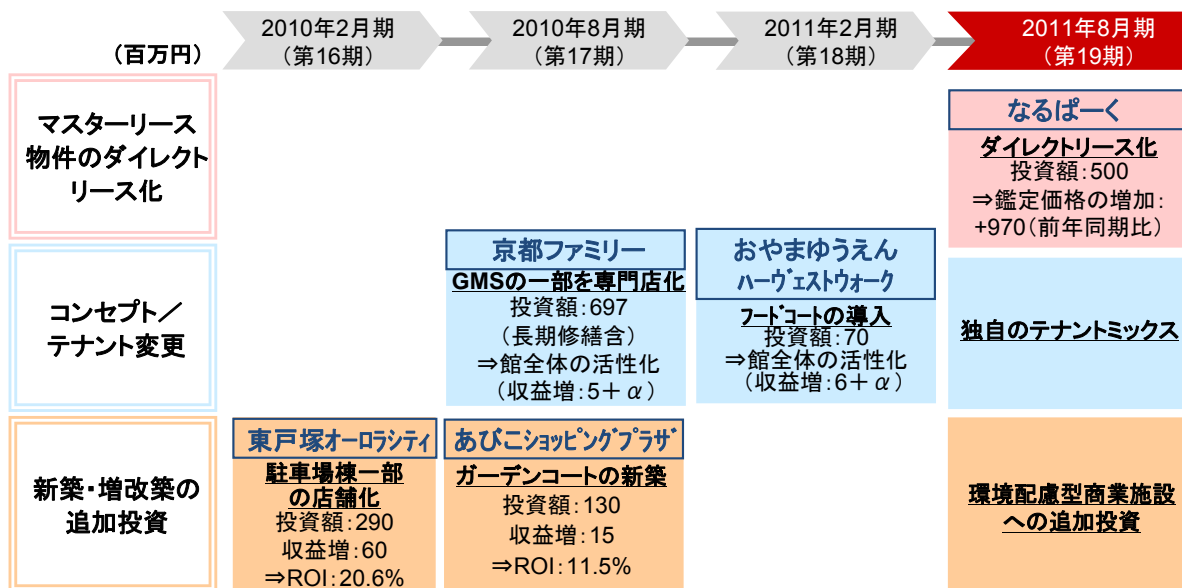 (百万円)
2010年2月期
(第16期)
2010年8月期
(第17期)
2011年2月期
(第18期)
2011年8月期
(第19期)
マスターリース
物件のダイレクト
リース化
なるぱーく
ダイレクトリース化
投資額:500
⇒鑑定価格の増加:
+970(前年同期比)
コンセプト／
テナント変更
京都ファミリー
GMSの一部を専門店化
投資額:697
(長期修繕含)
⇒館全体の活性化
(収益増:5+α)
おやまゆうえん
ﾊｰｳﾞｪｽﾄｳｫｰｸ
ﾌｰﾄﾞｺｰﾄの導入
投資額:70
⇒館全体の活性化
(収益増:6+α)
独自のテナントミックス
新築・増改築の
追加投資
東戸塚オーロラシティ
駐車場棟一部
の店舗化
投資額:290
収益増:60
⇒ROI:20.6%
あびこｼｮｯﾋﾟﾝｸﾞﾌﾟﾗｻﾞ
ガーデンコートの新築
投資額:130
収益増:15
⇒ROI:11.5%
環境配慮型商業施設
への追加投資